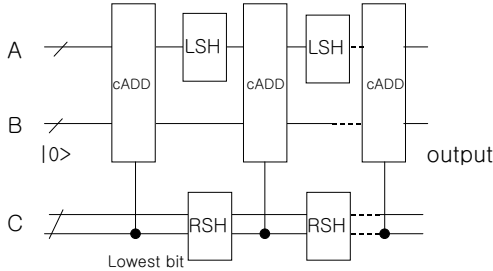 A
cADD
LSH
cADD
LSH
cADD
B
|0>
output
C
RSH
RSH
Lowest bit